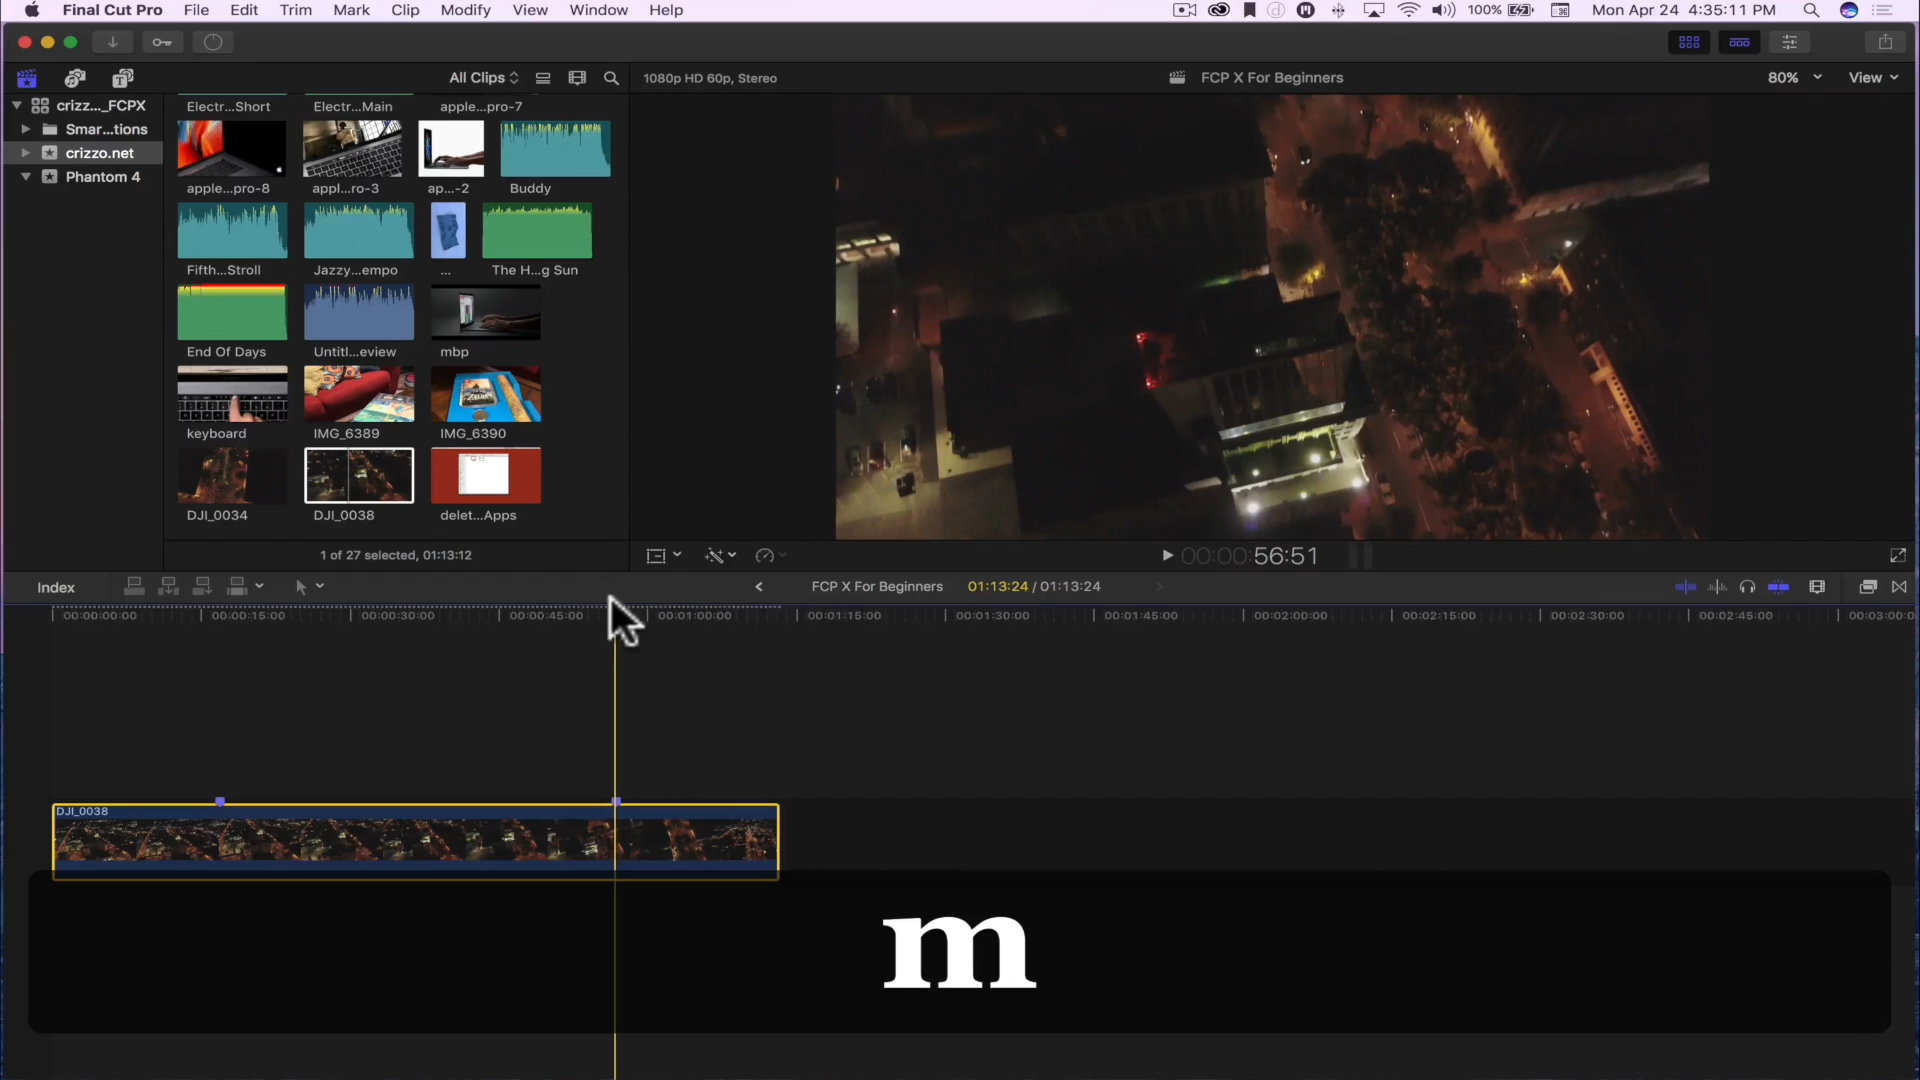 Final Cut Pro File Edit Trim Mark Clip Modify View Window Help 100% Mon Apr 24 4:35:11 PM
All Clips 1080p HD 60p, Stereo FCP X For Beginners 80% View
crizz..._FCPX
Smar...tions
crizzo.net
Phantom 4
Electr...Short Electr...Main apple...pro-7
apple...pro-8 appl...ro-3 ap...-2 Buddy
Fifth...Stroll Jazzy...empo ... The H...g Sun
End Of Days Untitl...eview mbp
keyboard IMG_6389 IMG_6390
DJI_0034 DJI_0038 delet...Apps
1 of 27 selected, 01:13:12 00:00:56:51
Index FCP X For Beginners 01:13:24 / 01:13:24
00:00:00:00 00:00:15:00 00:00:30:00 00:00:45:00 00:01:00:00 00:01:15:00 00:01:30:00 00:01:45:00 00:02:00:00 00:02:15:00 00:02:30:00 00:02:45:00 00:03:00:0
DJI_0038
m